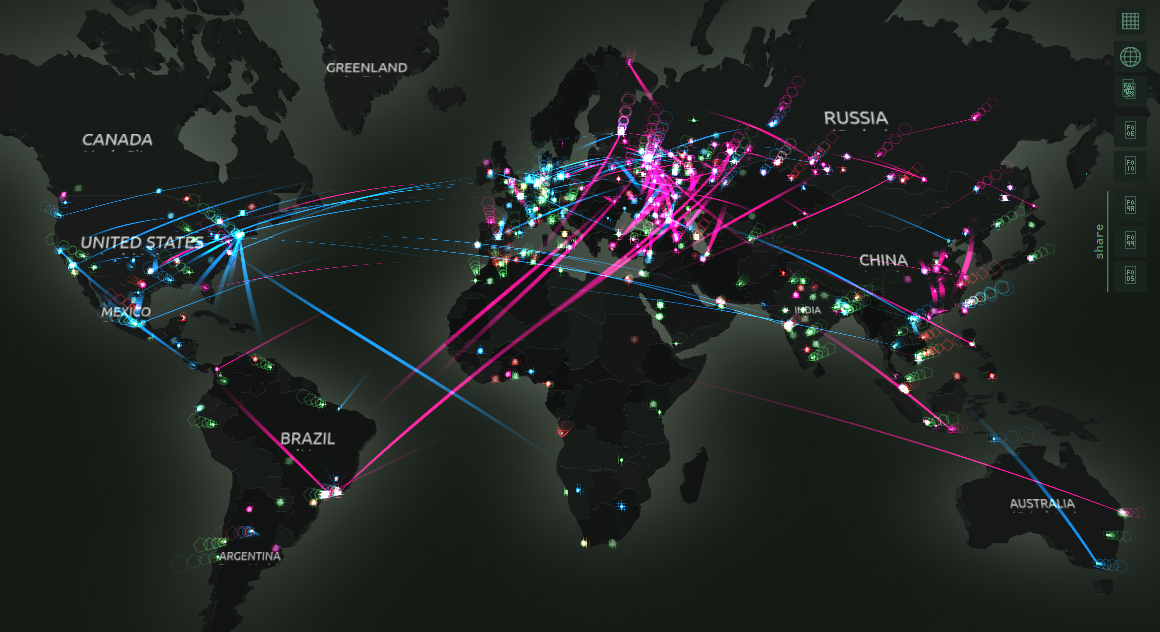 GREENLAND
RUSSIA
CANADA
UNITED STATES
CHINA
MEXICO
INDIA
BRAZIL
AUSTRALIA
ARGENTINA
share